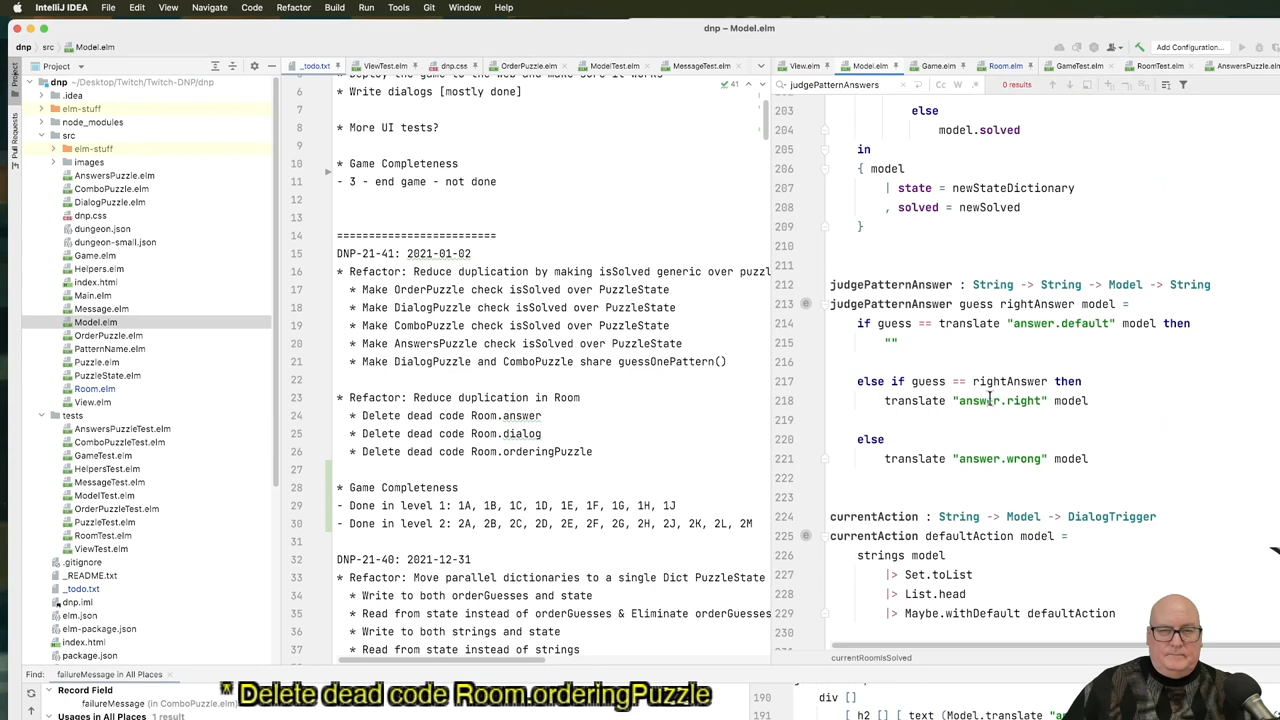 IntelliJ IDEA File Edit View Navigate Code Refactor Build Run Tools Git Window Help
dnp – Model.elm
dnp src Model.elm
Add Configuration...
Project
_todo.txt ViewTest.elm dnp.css OrderPuzzle.elm ModelTest.elm MessageTest.elm View.elm Model.elm Game.elm Room.elm GameTest.elm RoomTest.elm AnswersPuzzle.elm
judgePatternAnswers
Cc W .*
0 results
Project
Pull Requests
dnp ~/Desktop/Twitch/Twitch-DNP/dnp
.idea
elm-stuff
node_modules
src
elm-stuff
images
AnswersPuzzle.elm
ComboPuzzle.elm
DialogPuzzle.elm
dnp.css
dungeon.json
dungeon-small.json
Game.elm
Helpers.elm
index.html
Main.elm
Message.elm
Model.elm
OrderPuzzle.elm
PatternName.elm
Puzzle.elm
PuzzleState.elm
Room.elm
View.elm
tests
AnswersPuzzleTest.elm
ComboPuzzleTest.elm
GameTest.elm
HelpersTest.elm
MessageTest.elm
ModelTest.elm
OrderPuzzleTest.elm
PuzzleTest.elm
RoomTest.elm
ViewTest.elm
.gitignore
_README.txt
_todo.txt
dnp.iml
elm.json
elm-package.json
index.html
package.json
41
6 * Write dialogs [mostly done]
7
8 * More UI tests?
9
10 * Game Completeness
11 - 3 - end game - not done
12
13
14 =========================
15 DNP-21-41: 2021-01-02
16 * Refactor: Reduce duplication by making isSolved generic over puzzl
17 * Make OrderPuzzle check isSolved over PuzzleState
18 * Make DialogPuzzle check isSolved over PuzzleState
19 * Make ComboPuzzle check isSolved over PuzzleState
20 * Make AnswersPuzzle check isSolved over PuzzleState
21 * Make DialogPuzzle and ComboPuzzle share guessOnePattern()
22
23 * Refactor: Reduce duplication in Room
24 * Delete dead code Room.answer
25 * Delete dead code Room.dialog
26 * Delete dead code Room.orderingPuzzle
27
28 * Game Completeness
29 - Done in level 1: 1A, 1B, 1C, 1D, 1E, 1F, 1G, 1H, 1J
30 - Done in level 2: 2A, 2B, 2C, 2D, 2E, 2F, 2G, 2H, 2J, 2K, 2L, 2M
31
32 DNP-21-40: 2021-12-31
33 * Refactor: Move parallel dictionaries to a single Dict PuzzleState
34 * Write to both orderGuesses and state
35 * Read from state instead of orderGuesses & Eliminate orderGuesses
36 * Write to both strings and state
37 * Read from state instead of strings
203 else
204 model.solved
205 in
206 { model
207 | state = newStateDictionary
208 , solved = newSolved
209 }
210
211
212 judgePatternAnswer : String -> String -> Model -> String
213 judgePatternAnswer guess rightAnswer model =
214 if guess == translate "answer.default" model then
215 ""
216
217 else if guess == rightAnswer then
218 translate "answer.right" model
219
220 else
221 translate "answer.wrong" model
222
223
224 currentAction : String -> Model -> DialogTrigger
225 currentAction defaultAction model =
226 strings model
227 |> Set.toList
228 |> List.head
229 |> Maybe.withDefault defaultAction
230
currentRoomIsSolved
Find: failureMessage in All Places
Record Field
failureMessage (in ComboPuzzle.elm)
Usages in All Places 1 result
190 div []
191 [ h2 [] [ text (Model.translate
* Delete dead code Room.orderingPuzzle